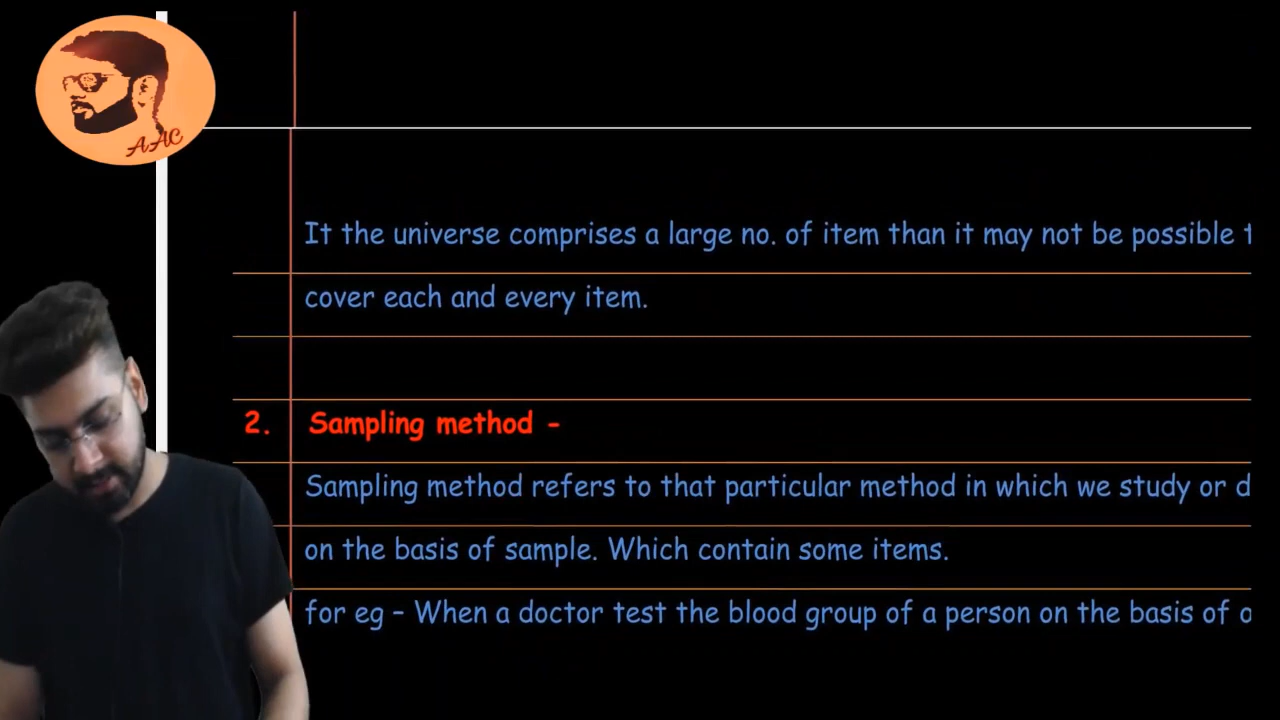 AAC
It the universe comprises a large no. of item than it may not be possible t
cover each and every item.
2. Sampling method -
Sampling method refers to that particular method in which we study or d
on the basis of sample. Which contain some items.
for eg – When a doctor test the blood group of a person on the basis of o